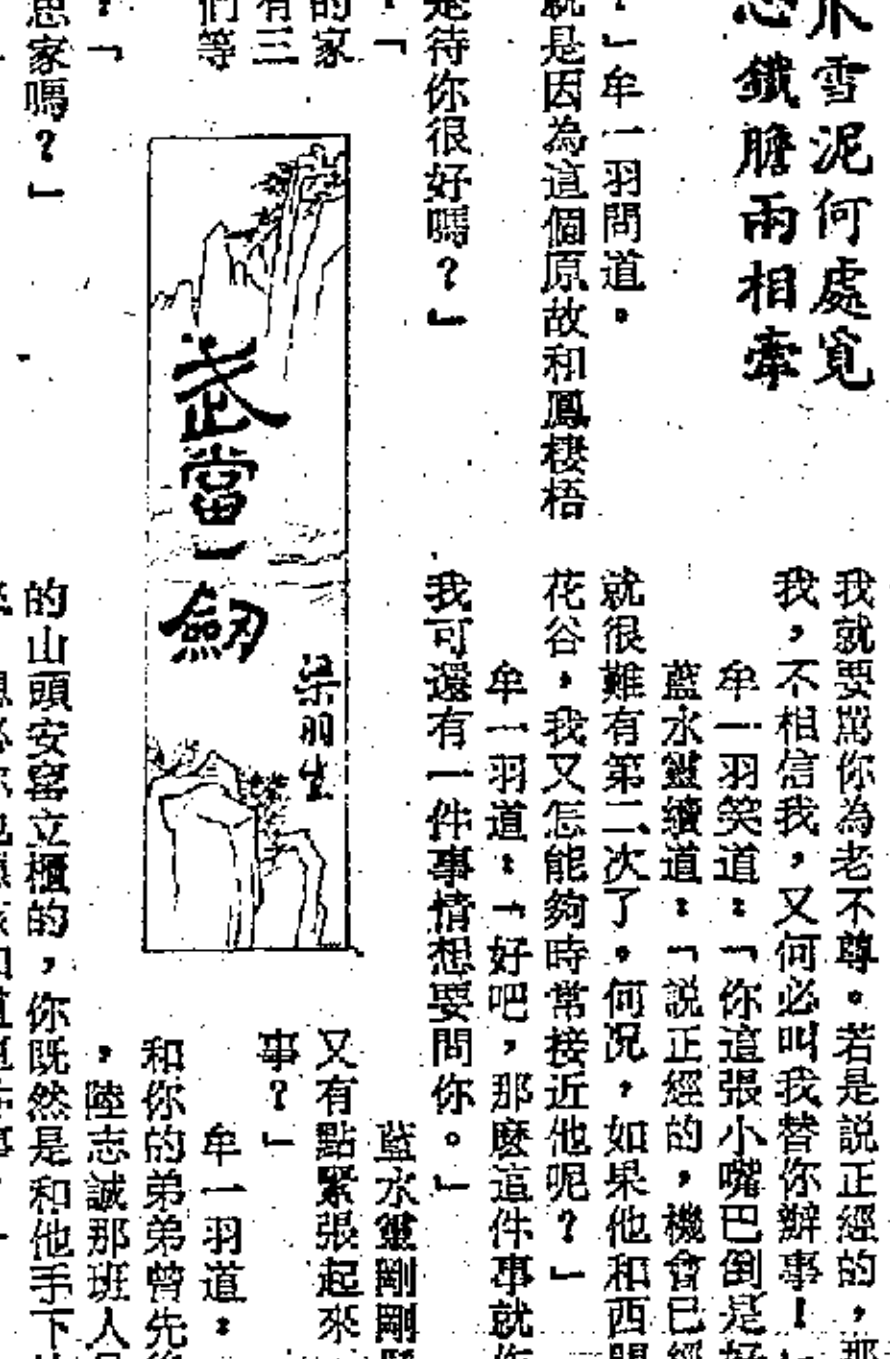 雪泥何處覓
鐵膽兩相牽
？」牟一羽問道。
就是因為這個原故和鳳棲梧
是待你很好嗎？」
？「
的家
有三
們等
？「
思家嗎？」
武當一劍
梁羽生
我就要罵你為老不尊。若是説正經的，那
我，不相信我，又何必叫我替你辦事！」
牟一羽笑道：「你這張小嘴巴倒是好
藍水靈續道：「説正經的，機會已經
就很難有第二次了。何况，如果他和西門
花谷，我又怎能夠時常接近他呢？」
牟一羽道：「好吧，那麽這件事就作
我可還有一件事情想要問你。」
藍水靈剛剛
又有點緊張起來
事？」
牟一羽道：
和你的弟弟曾先後
，陸志誠那班人
的山頭安窰立櫃的，你既然是和他手下